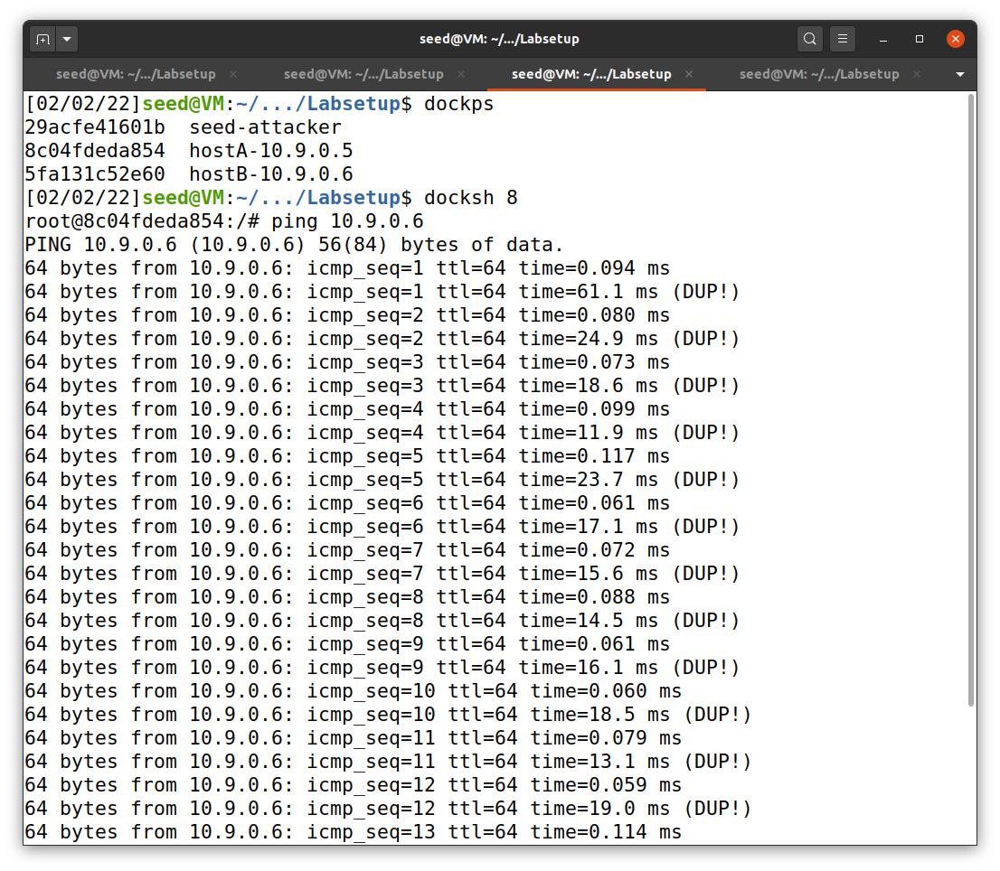 seed@VM: ~/.../Labsetup
seed@VM: ~/.../Labsetup seed@VM: ~/.../Labsetup seed@VM: ~/.../Labsetup seed@VM: ~/.../Labsetup
[02/02/22]seed@VM:~/.../Labsetup$ dockps
29acfe41601b  seed-attacker
8c04fdeda854  hostA-10.9.0.5
5fa131c52e60  hostB-10.9.0.6
[02/02/22]seed@VM:~/.../Labsetup$ docksh 8
root@8c04fdeda854:/# ping 10.9.0.6
PING 10.9.0.6 (10.9.0.6) 56(84) bytes of data.
64 bytes from 10.9.0.6: icmp_seq=1 ttl=64 time=0.094 ms
64 bytes from 10.9.0.6: icmp_seq=1 ttl=64 time=61.1 ms (DUP!)
64 bytes from 10.9.0.6: icmp_seq=2 ttl=64 time=0.080 ms
64 bytes from 10.9.0.6: icmp_seq=2 ttl=64 time=24.9 ms (DUP!)
64 bytes from 10.9.0.6: icmp_seq=3 ttl=64 time=0.073 ms
64 bytes from 10.9.0.6: icmp_seq=3 ttl=64 time=18.6 ms (DUP!)
64 bytes from 10.9.0.6: icmp_seq=4 ttl=64 time=0.099 ms
64 bytes from 10.9.0.6: icmp_seq=4 ttl=64 time=11.9 ms (DUP!)
64 bytes from 10.9.0.6: icmp_seq=5 ttl=64 time=0.117 ms
64 bytes from 10.9.0.6: icmp_seq=5 ttl=64 time=23.7 ms (DUP!)
64 bytes from 10.9.0.6: icmp_seq=6 ttl=64 time=0.061 ms
64 bytes from 10.9.0.6: icmp_seq=6 ttl=64 time=17.1 ms (DUP!)
64 bytes from 10.9.0.6: icmp_seq=7 ttl=64 time=0.072 ms
64 bytes from 10.9.0.6: icmp_seq=7 ttl=64 time=15.6 ms (DUP!)
64 bytes from 10.9.0.6: icmp_seq=8 ttl=64 time=0.088 ms
64 bytes from 10.9.0.6: icmp_seq=8 ttl=64 time=14.5 ms (DUP!)
64 bytes from 10.9.0.6: icmp_seq=9 ttl=64 time=0.061 ms
64 bytes from 10.9.0.6: icmp_seq=9 ttl=64 time=16.1 ms (DUP!)
64 bytes from 10.9.0.6: icmp_seq=10 ttl=64 time=0.060 ms
64 bytes from 10.9.0.6: icmp_seq=10 ttl=64 time=18.5 ms (DUP!)
64 bytes from 10.9.0.6: icmp_seq=11 ttl=64 time=0.079 ms
64 bytes from 10.9.0.6: icmp_seq=11 ttl=64 time=13.1 ms (DUP!)
64 bytes from 10.9.0.6: icmp_seq=12 ttl=64 time=0.059 ms
64 bytes from 10.9.0.6: icmp_seq=12 ttl=64 time=19.0 ms (DUP!)
64 bytes from 10.9.0.6: icmp_seq=13 ttl=64 time=0.114 ms